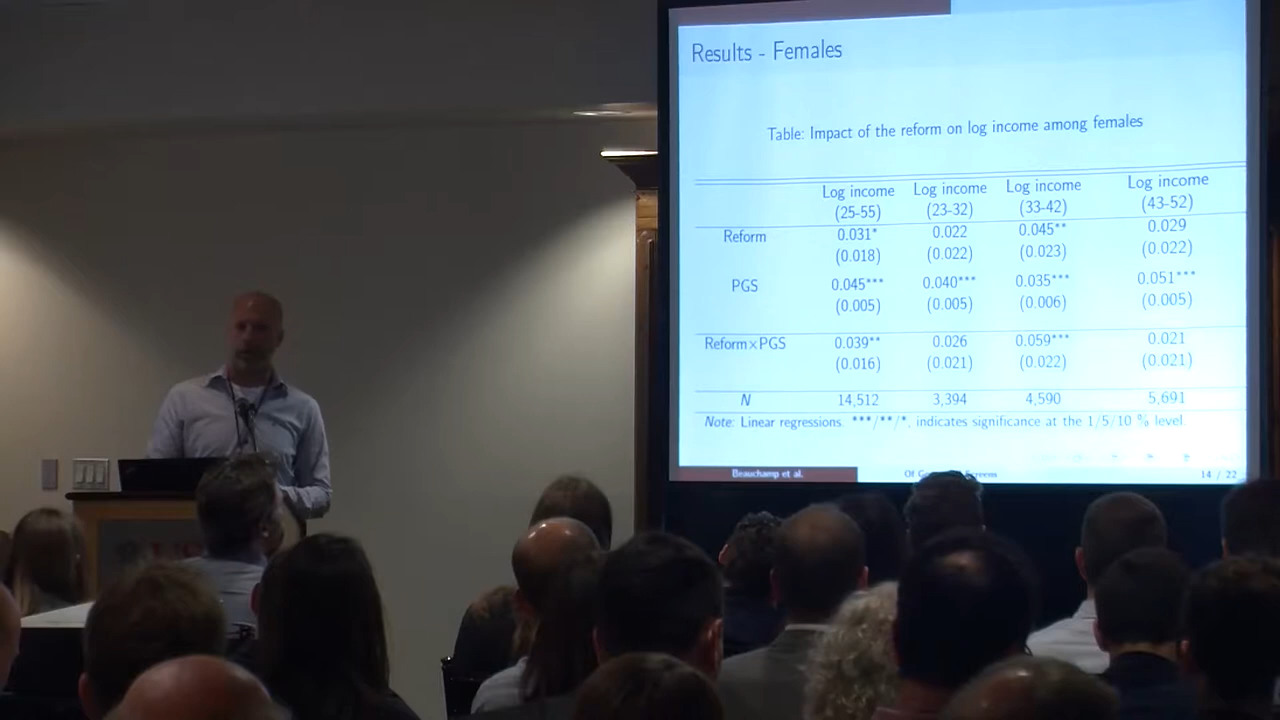 Results - Females
Table: Impact of the reform on log income among females
Log income Log income Log income Log income
(25-55) (23-32) (33-42) (43-52)
Reform 0.031* 0.022 0.045** 0.029
(0.018) (0.022) (0.023) (0.022)
PGS 0.045*** 0.040*** 0.035*** 0.051***
(0.005) (0.005) (0.006) (0.005)
Reform×PGS 0.039** 0.026 0.059*** 0.021
(0.016) (0.021) (0.022) (0.021)
N 14,512 3,394 4,590 5,691
Note: Linear regressions. ***/**/*, indicates significance at the 1/5/10 % level.
Beauchamp et al. 14 / 22